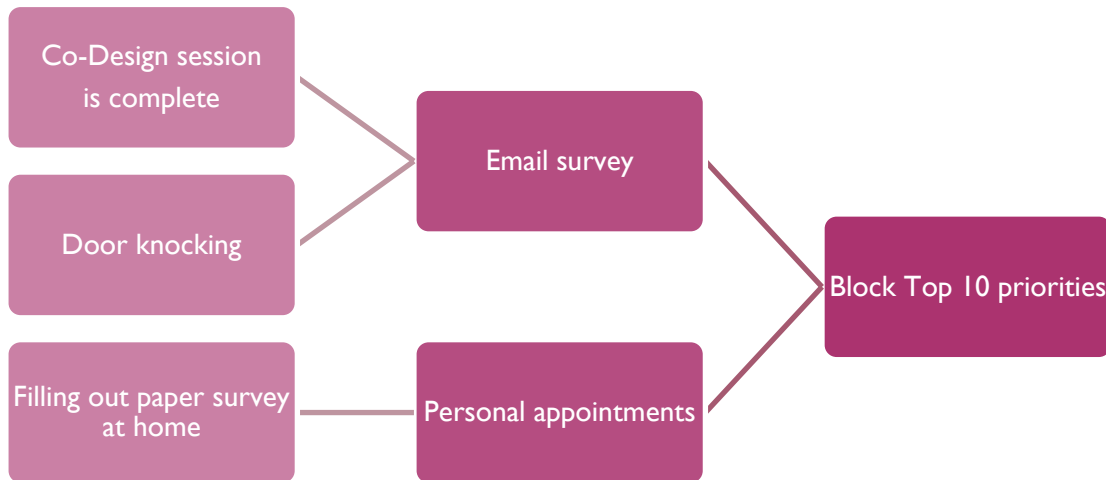 Co-Design session
is complete
Email survey
Door knocking
Block Top 10 priorities
Filling out paper survey
at home
Personal appointments